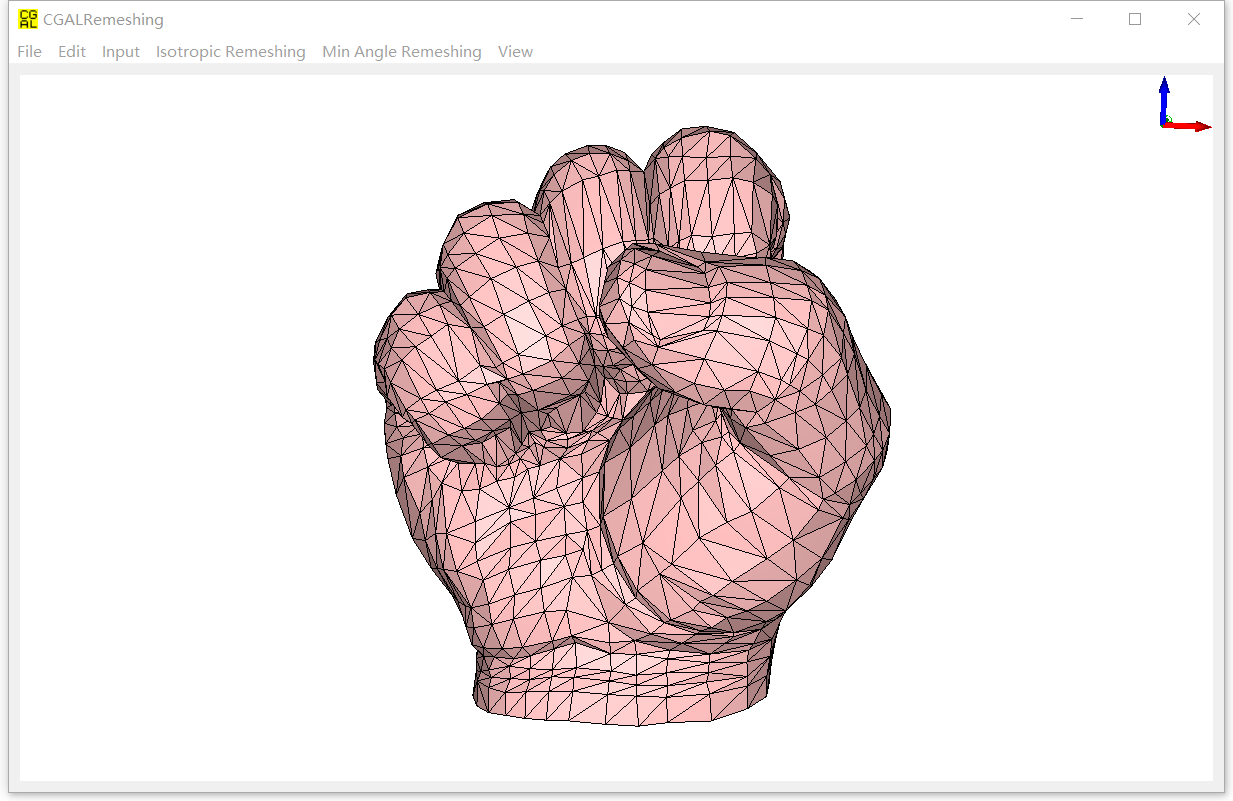 CG
AL CGALRemeshing
File Edit Input Isotropic Remeshing Min Angle Remeshing View